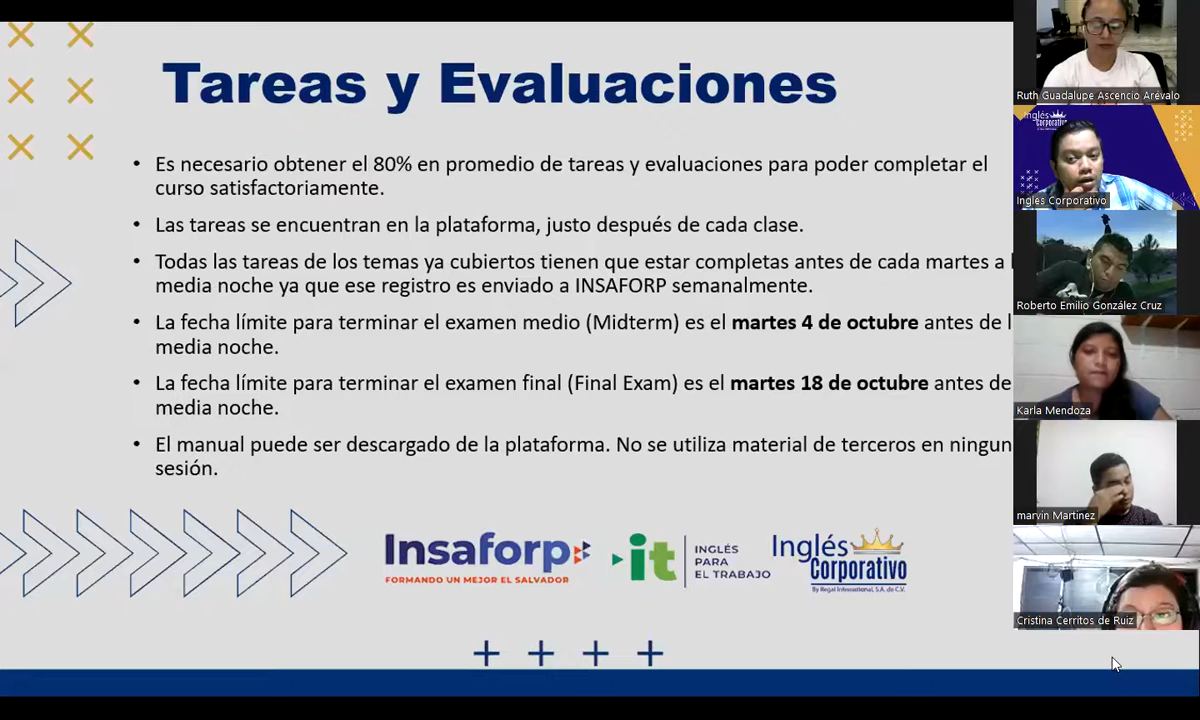 Tareas y Evaluaciones
• Es necesario obtener el 80% en promedio de tareas y evaluaciones para poder completar el
curso satisfactoriamente.
• Las tareas se encuentran en la plataforma, justo después de cada clase.
• Todas las tareas de los temas ya cubiertos tienen que estar completas antes de cada martes a
media noche ya que ese registro es enviado a INSAFORP semanalmente.
• La fecha límite para terminar el examen medio (Midterm) es el martes 4 de octubre antes de
media noche.
• La fecha límite para terminar el examen final (Final Exam) es el martes 18 de octubre antes de
media noche.
• El manual puede ser descargado de la plataforma. No se utiliza material de terceros en ningun
sesión.
Insaforp
FORMANDO UN MEJOR EL SALVADOR
it
INGLÉS
PARA
EL TRABAJO
Inglés
Corporativo
By Regal International, S.A. de C.V.
Ruth Guadalupe Ascencio Arévalo
Inglés
Corporativo
Ingles Corporativo
Roberto Emilio González Cruz
Karla Mendoza
marvin Martinez
Cristina Cerritos de Ruiz